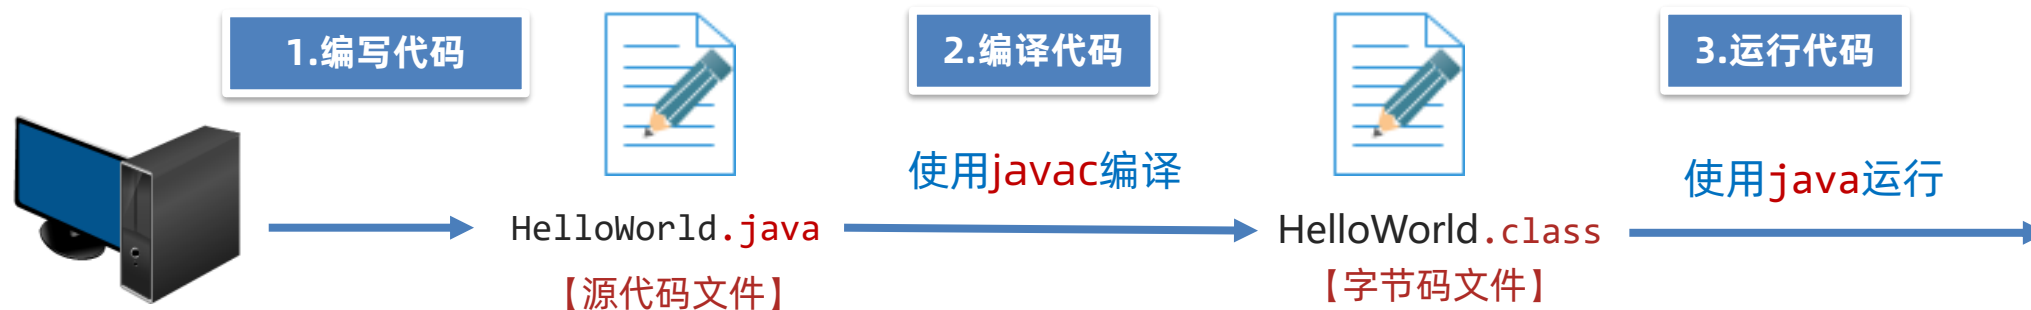 1.编写代码
2.编译代码
3.运行代码
使用javac编译
使用java运行
HelloWorld.java
HelloWorld.class
【源代码文件】
【字节码文件】